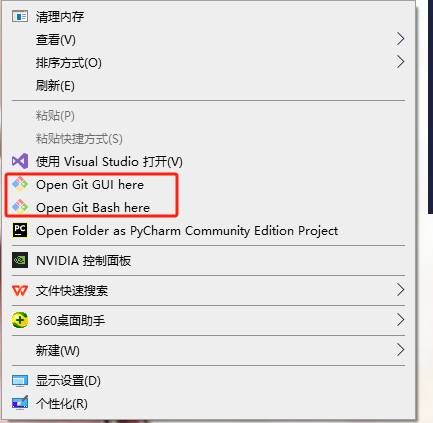 清理内存
查看(V)
排序方式(O)
刷新(E)
粘贴(P)
粘贴快捷方式(S)
使用 Visual Studio 打开(V)
Open Git GUI here
Open Git Bash here
PC Open Folder as PyCharm Community Edition Project
NVIDIA 控制面板
文件快速搜索
360桌面助手
新建(W)
显示设置(D)
个性化(R)